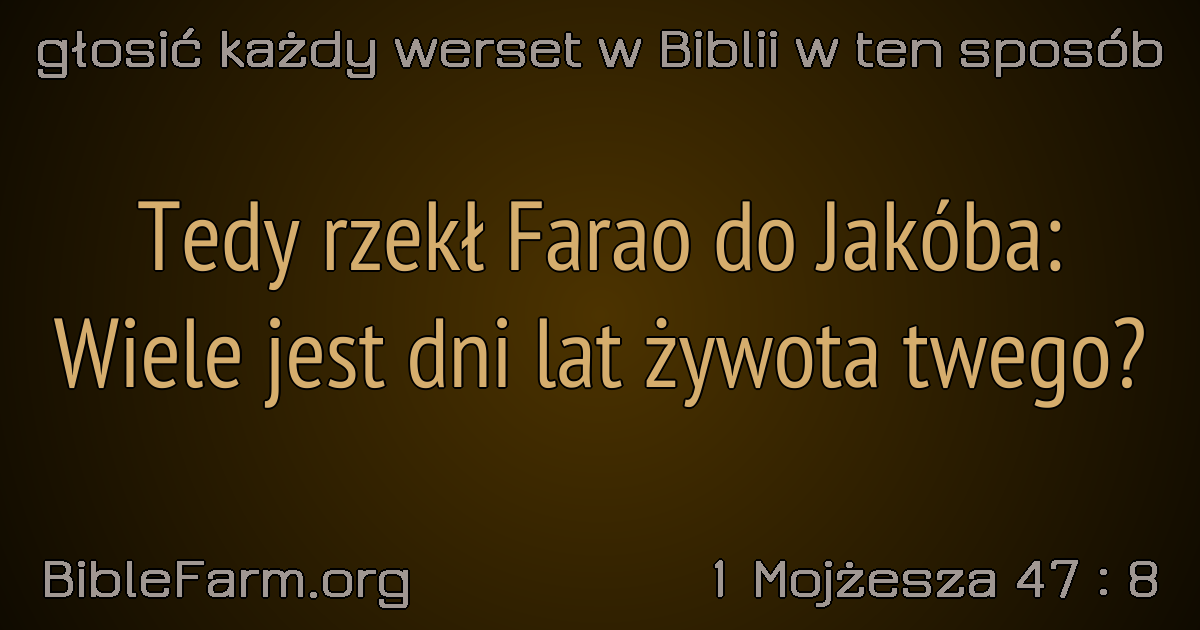 głosić każdy werset w Biblii w ten sposób
Tedy rzekł Farao do Jakóba:
Wiele jest dni lat żywota twego?
BibleFarm.org
1 Mojżesza 47 : 8